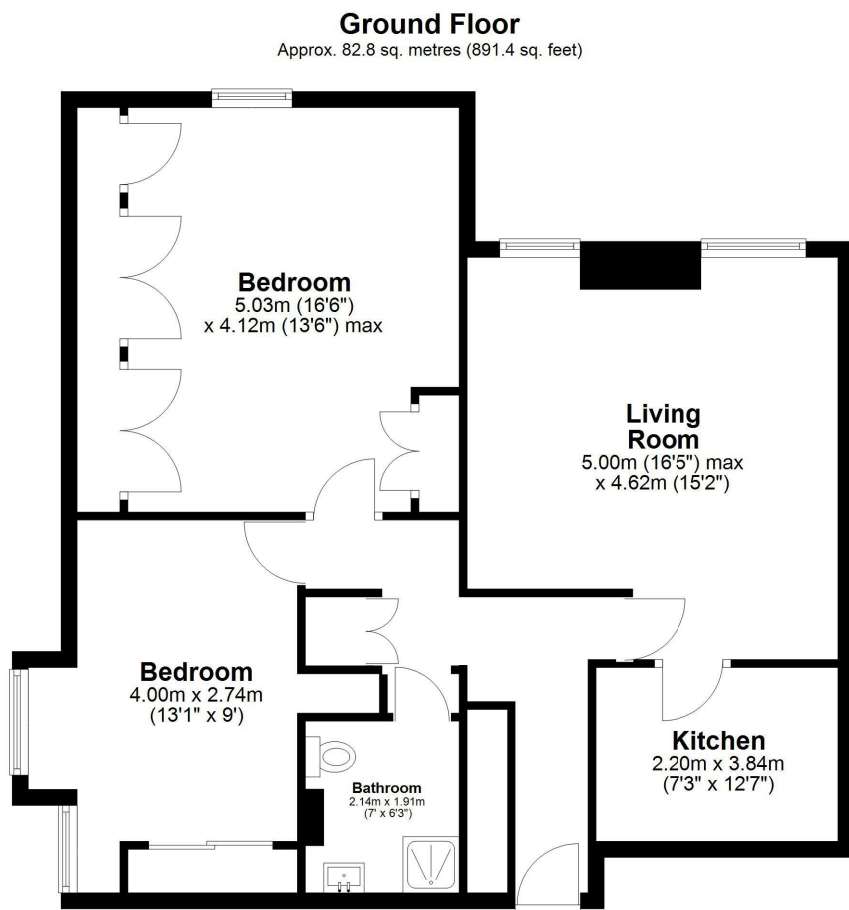 Ground Floor
Approx. 82.8 sq. metres (891.4 sq. feet)
Bedroom
5.03m (16'6")
x 4.12m (13'6") max
Living
Room
5.00m (16'5") max
x 4.62m (15'2")
Bedroom
4.00m x 2.74m
(13'1" x 9')
Kitchen
2.20m x 3.84m
(7'3" x 12'7")
Bathroom
2.14m x 1.91m
(7' x 6'3")